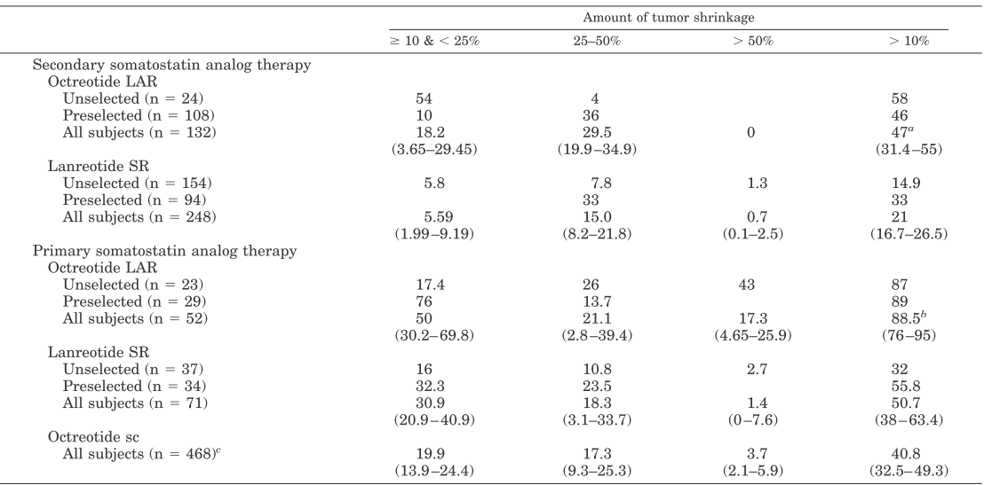 Amount of tumor shrinkage
≥ 10 & < 25% 25–50% > 50% > 10%
Secondary somatostatin analog therapy
Octreotide LAR
Unselected (n = 24) 54 4 58
Preselected (n = 108) 10 36 46
All subjects (n = 132) 18.2 29.5 0 47a
(3.65–29.45) (19.9–34.9) (31.4–55)
Lanreotide SR
Unselected (n = 154) 5.8 7.8 1.3 14.9
Preselected (n = 94) 33 33
All subjects (n = 248) 5.59 15.0 0.7 21
(1.99–9.19) (8.2–21.8) (0.1–2.5) (16.7–26.5)
Primary somatostatin analog therapy
Octreotide LAR
Unselected (n = 23) 17.4 26 43 87
Preselected (n = 29) 76 13.7 89
All subjects (n = 52) 50 21.1 17.3 88.5b
(30.2–69.8) (2.8–39.4) (4.65–25.9) (76–95)
Lanreotide SR
Unselected (n = 37) 16 10.8 2.7 32
Preselected (n = 34) 32.3 23.5 55.8
All subjects (n = 71) 30.9 18.3 1.4 50.7
(20.9–40.9) (3.1–33.7) (0–7.6) (38–63.4)
Octreotide sc
All subjects (n = 468)c 19.9 17.3 3.7 40.8
(13.9–24.4) (9.3–25.3) (2.1–5.9) (32.5–49.3)